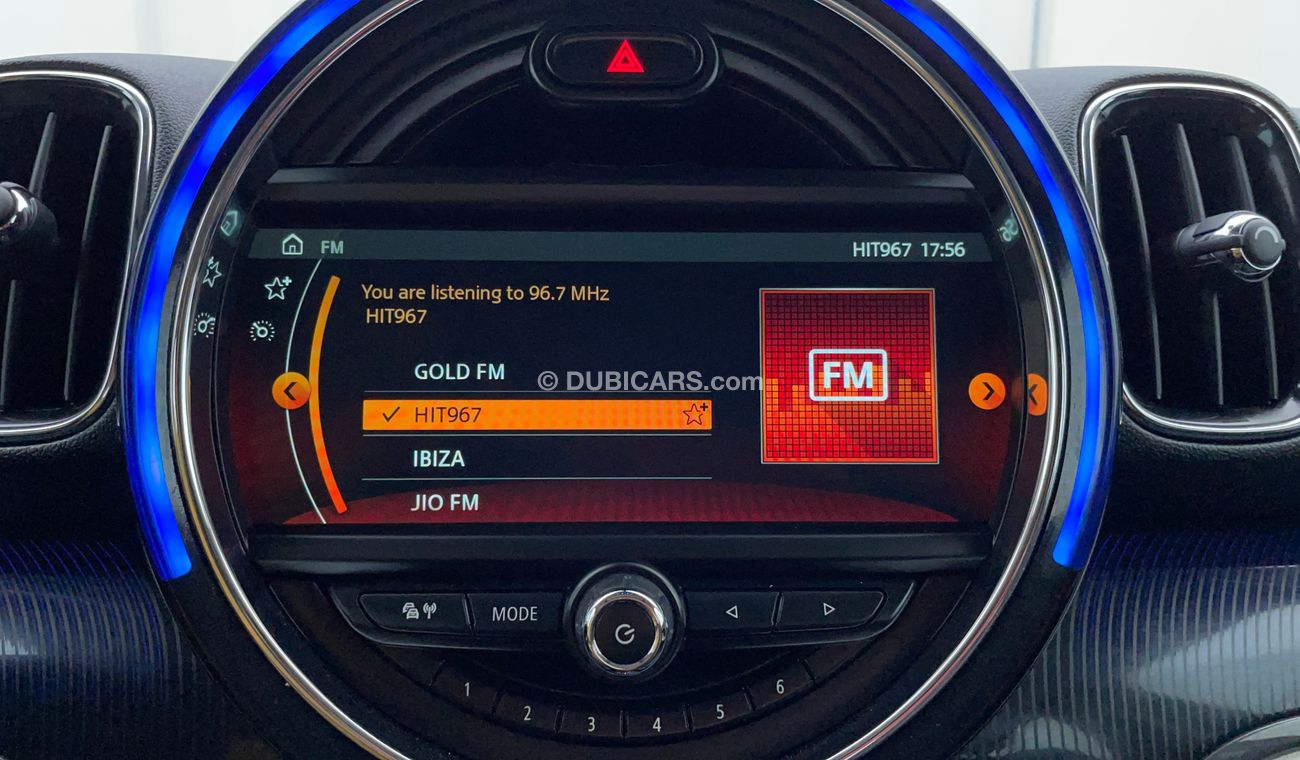 FM
HIT967 17:56
You are listening to 96.7 MHz
HIT967
GOLD FM
© DUBICARS.com
HIT967
IBIZA
JIO FM
FM
MODE
1
2
3
4
5
6